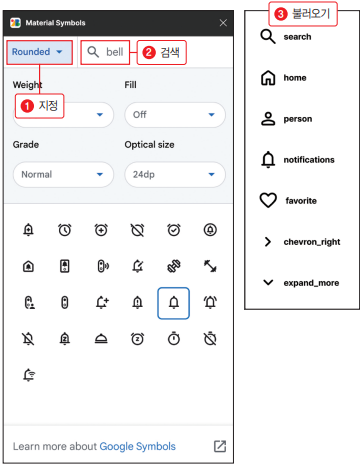 Material Symbols
Rounded
bell
2 검색
Weight
Fill
1 지정
Off
Grade
Optical size
Normal
24dp
Learn more about Google Symbols
3 불러오기
search
home
person
notifications
favorite
chevron_right
expand_more